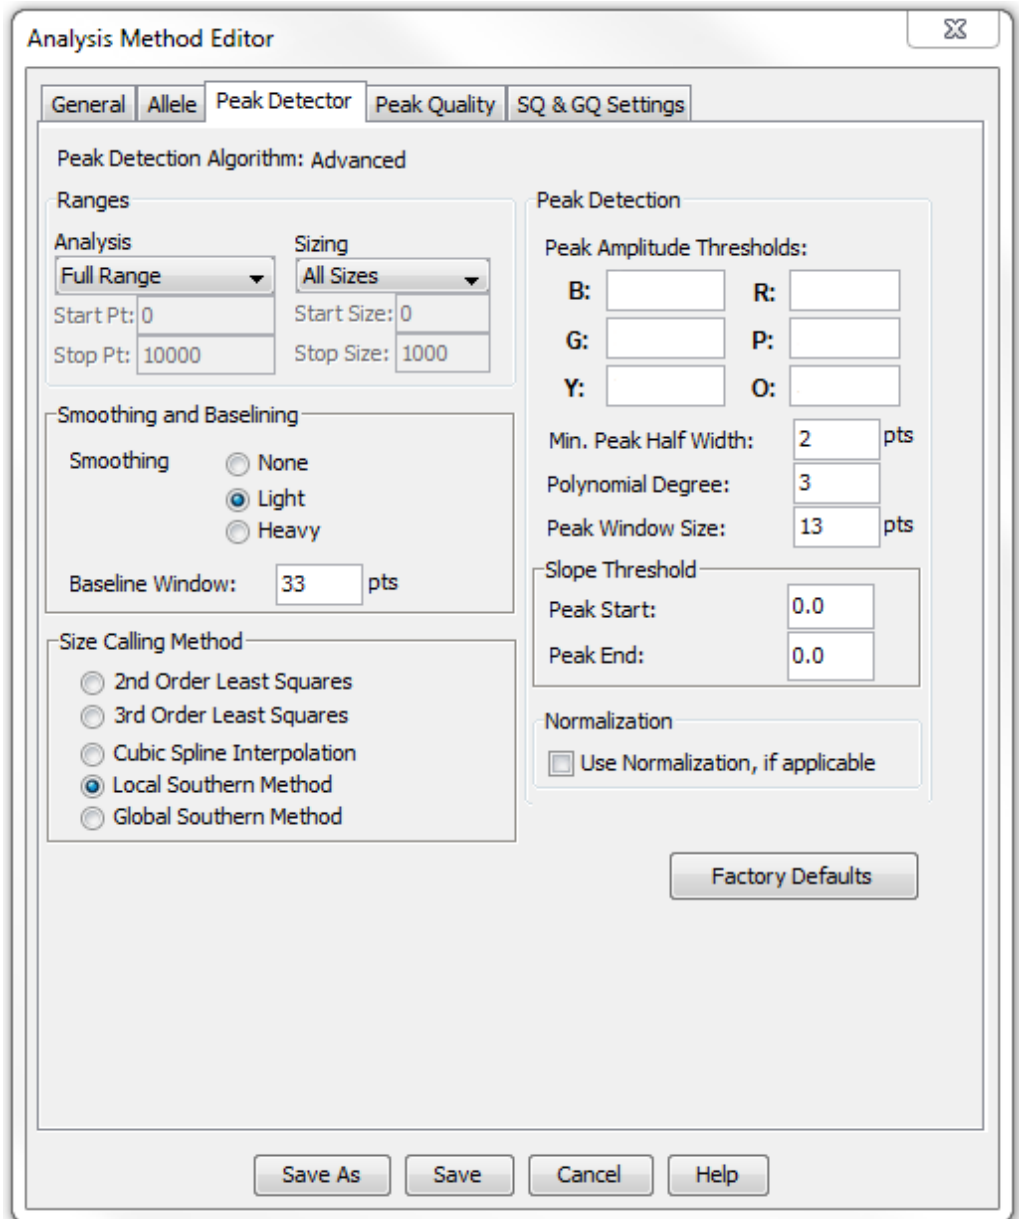 Analysis Method Editor
General Allele Peak Detector Peak Quality SQ & GQ Settings
Peak Detection Algorithm: Advanced
Ranges
Analysis
Full Range
Start Pt: 0
Stop Pt: 10000
Sizing
All Sizes
Start Size: 0
Stop Size: 1000
Smoothing and Baselining
Smoothing
None
Light
Heavy
Baseline Window: 33 pts
Size Calling Method
2nd Order Least Squares
3rd Order Least Squares
Cubic Spline Interpolation
Local Southern Method
Global Southern Method
Peak Detection
Peak Amplitude Thresholds:
B: R:
G: P:
Y: O:
Min. Peak Half Width: 2 pts
Polynomial Degree: 3
Peak Window Size: 13 pts
Slope Threshold
Peak Start: 0.0
Peak End: 0.0
Normalization
Use Normalization, if applicable
Factory Defaults
Save As Save Cancel Help